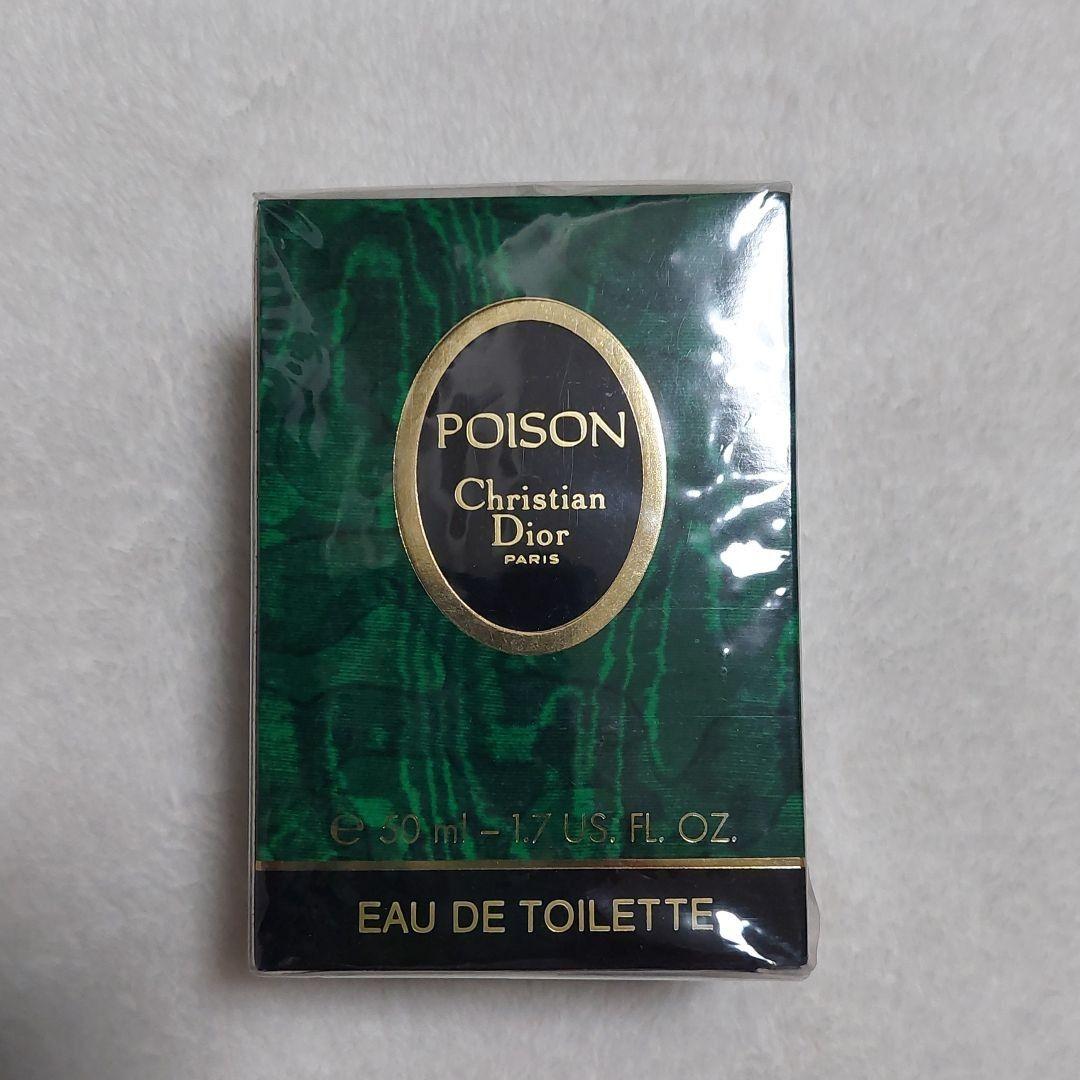 POISON
Christian
Dior
PARIS
℮ 50 ml – 1.7 US. FL. OZ.
EAU DE TOILETTE